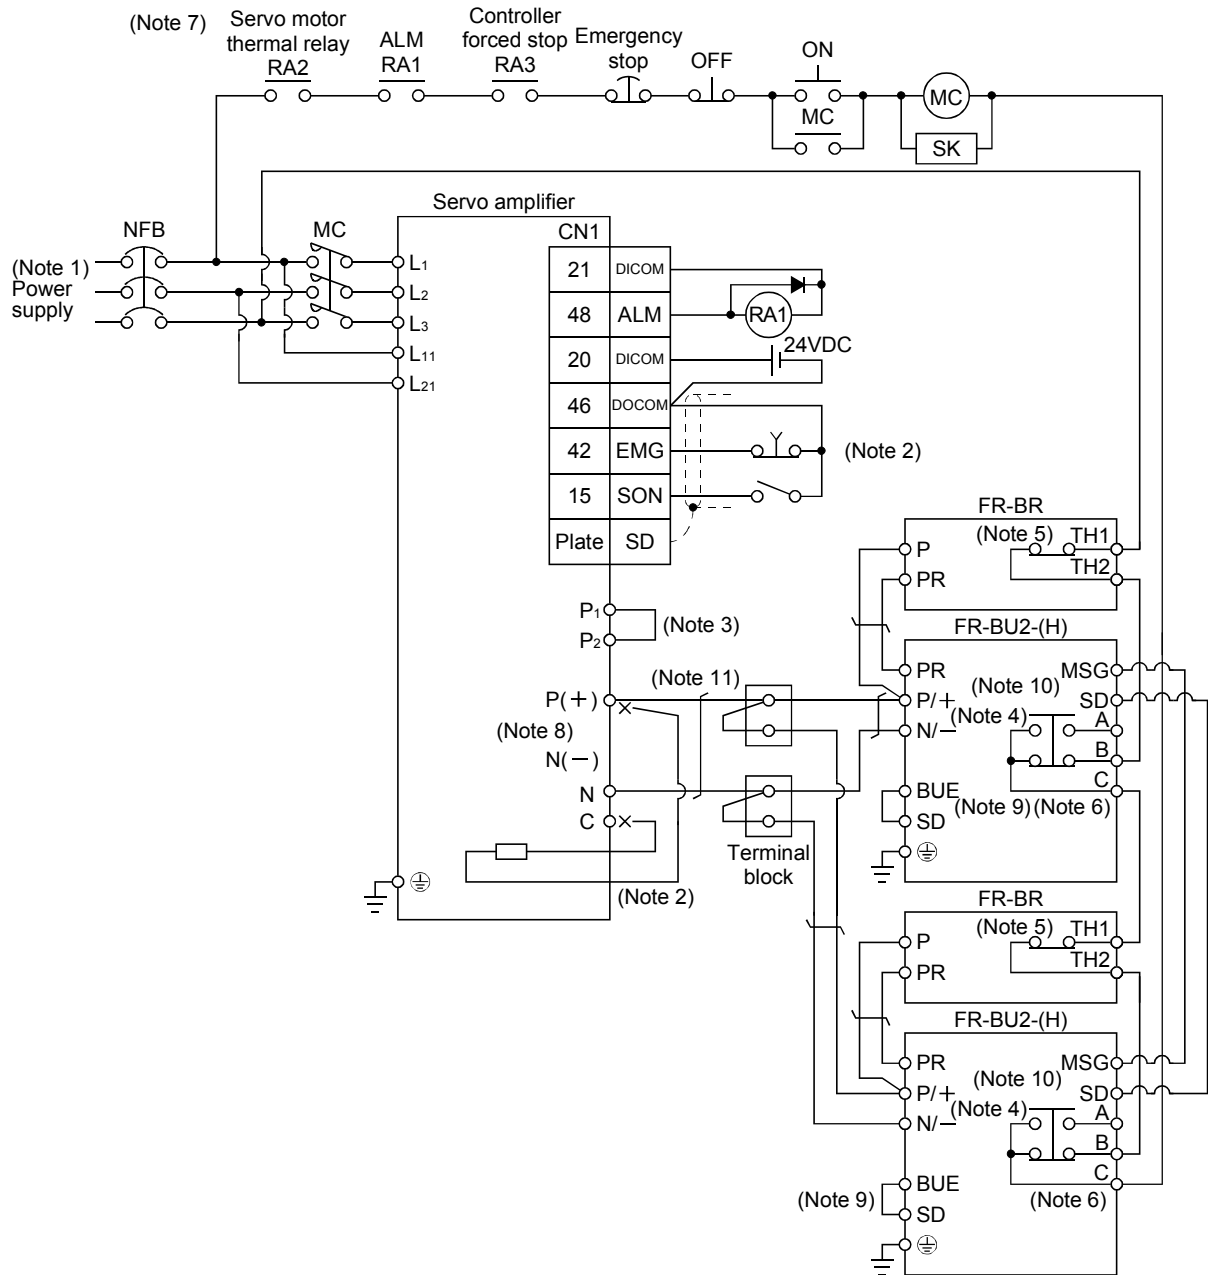 (Note 7)
Servo motor
thermal relay
RA2
ALM
RA1
Controller
forced stop
RA3
Emergency
stop
OFF
ON
MC
MC
SK
Servo amplifier
NFB
MC
(Note 1)
Power
supply
L1
L2
L3
L11
L21
CN1
21 DICOM
48 ALM
20 DICOM
46 DOCOM
42 EMG
15 SON
Plate SD
RA1
24VDC
(Note 2)
P1
P2
(Note 3)
P(+)
(Note 8)
N(−)
N
C
(Note 2)
(Note 11)
Terminal
block
FR-BR
(Note 5)
P
PR
TH1
TH2
FR-BU2-(H)
PR
P/+
N/−
BUE
SD
MSG
SD
A
B
C
(Note 10)
(Note 4)
(Note 9) (Note 6)
FR-BR
(Note 5)
P
PR
TH1
TH2
FR-BU2-(H)
PR
P/+
N/−
BUE
SD
MSG
SD
A
B
C
(Note 10)
(Note 4)
(Note 9)
(Note 6)